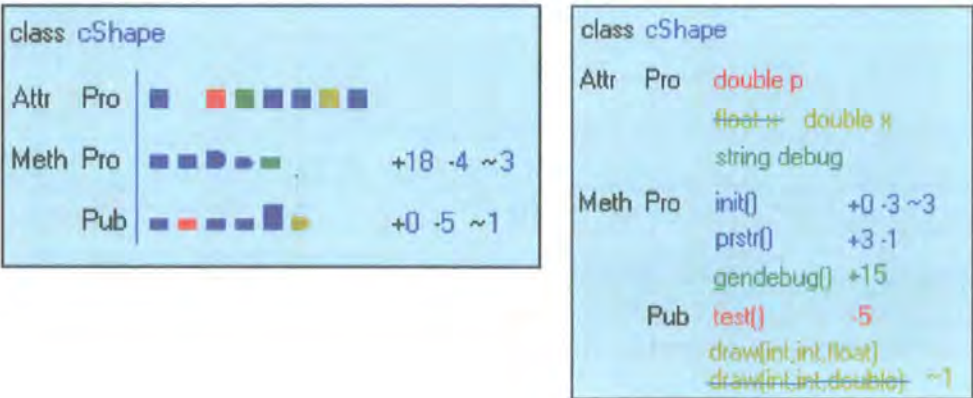 class cShape
Attr Pro
Meth Pro +18 -4 ~3
Pub +0 -5 ~1
class cShape
Attr Pro double p
float x double x
string debug
Meth Pro init() +0 -3 ~3
prstr() +3 -1
gendebug() +15
Pub test() -5
draw(int,int,float)
draw(int,int,double) ~1